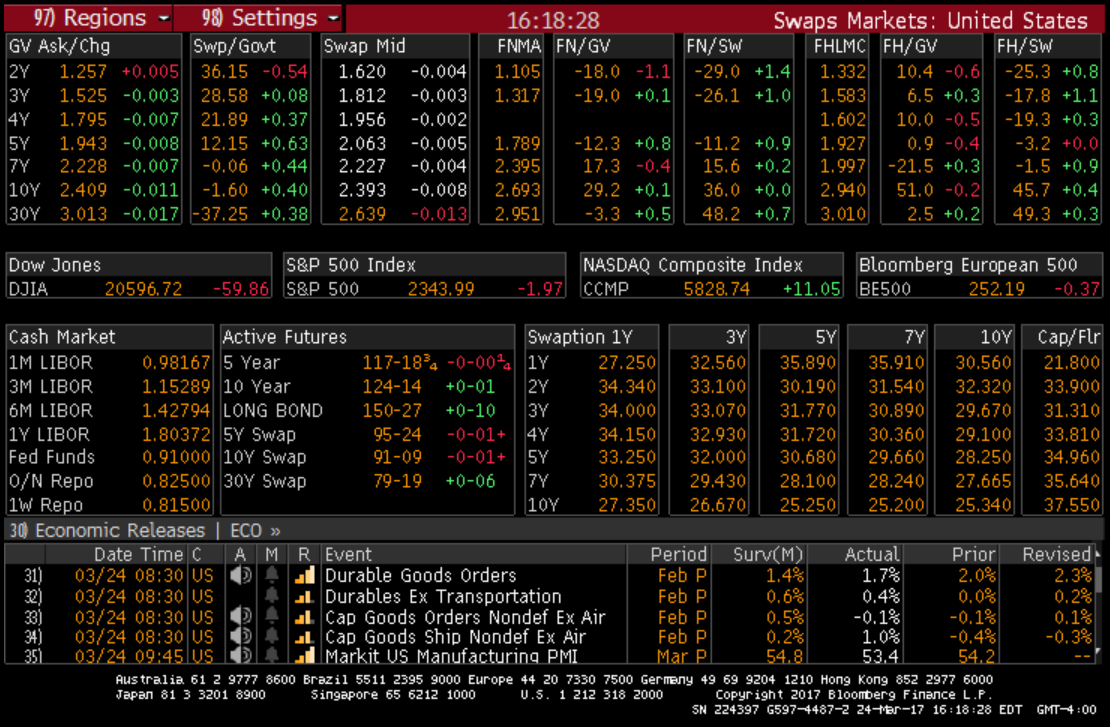 97) Regions 98) Settings 16:18:28 Swaps Markets: United States
GV Ask/Chg Swp/Govt Swap Mid FNMA FN/GV FN/SW FHLMC FH/GV FH/SW
2Y 1.257 +0.005 36.15 -0.54 1.620 -0.004 1.105 -18.0 -1.1 -29.0 +1.4 1.332 10.4 -0.6 -25.3 +0.8
3Y 1.525 -0.003 28.58 +0.08 1.812 -0.003 1.317 -19.0 +0.1 -26.1 +1.0 1.583 6.5 +0.3 -17.8 +1.1
4Y 1.795 -0.007 21.89 +0.37 1.956 -0.002 1.602 10.0 -0.5 -19.3 +0.3
5Y 1.943 -0.008 12.15 +0.63 2.063 -0.005 1.789 -12.3 +0.8 -11.2 +0.9 1.927 0.9 -0.4 -3.2 +0.0
7Y 2.228 -0.007 -0.06 +0.44 2.227 -0.004 2.395 17.3 -0.4 15.6 +0.2 1.997 -21.5 +0.3 -1.5 +0.9
10Y 2.409 -0.011 -1.60 +0.40 2.393 -0.008 2.693 29.2 +0.1 36.0 +0.0 2.940 51.0 -0.2 45.7 +0.4
30Y 3.013 -0.017 -37.25 +0.38 2.639 -0.013 2.951 -3.3 +0.5 48.2 +0.7 3.010 2.5 +0.2 49.3 +0.3
Dow Jones S&P 500 Index NASDAQ Composite Index Bloomberg European 500
DJIA 20596.72 -59.86 S&P 500 2343.99 -1.97 CCMP 5828.74 +11.05 BE500 252.19 -0.37
Cash Market Active Futures Swaption 1Y 3Y 5Y 7Y 10Y Cap/Flr
1M LIBOR 0.98167 5 Year 117-18¾ -0-00¼ 1Y 27.250 32.560 35.890 35.910 30.560 21.800
3M LIBOR 1.15289 10 Year 124-14 +0-01 2Y 34.340 33.100 30.190 31.540 32.320 33.900
6M LIBOR 1.42794 LONG BOND 150-27 +0-10 3Y 34.000 33.070 31.770 30.890 29.670 31.310
1Y LIBOR 1.80372 5Y Swap 95-24 -0-01+ 4Y 34.150 32.930 31.720 30.360 29.100 33.810
Fed Funds 0.91000 10Y Swap 91-09 -0-01+ 5Y 33.250 32.000 30.680 29.660 28.250 34.960
O/N Repo 0.82500 30Y Swap 79-19 +0-06 7Y 30.375 29.430 28.100 28.240 27.665 35.640
1W Repo 0.81500 10Y 27.350 26.670 25.250 25.200 25.340 37.550
30) Economic Releases | ECO »
Date Time C A M R Event Period Surv(M) Actual Prior Revised
31) 03/24 08:30 US Durable Goods Orders Feb P 1.4% 1.7% 2.0% 2.3%
32) 03/24 08:30 US Durables Ex Transportation Feb P 0.6% 0.4% 0.0% 0.2%
33) 03/24 08:30 US Cap Goods Orders Nondef Ex Air Feb P 0.5% -0.1% -0.1% 0.1%
34) 03/24 08:30 US Cap Goods Ship Nondef Ex Air Feb P 0.2% 1.0% -0.4% -0.3%
35) 03/24 09:45 US Markit US Manufacturing PMI Mar P 54.8 53.4 54.2 --
Australia 61 2 9777 8600 Brazil 5511 2395 9000 Europe 44 20 7330 7500 Germany 49 69 9204 1210 Hong Kong 852 2977 6000
Japan 81 3 3201 8900 Singapore 65 6212 1000 U.S. 1 212 318 2000 Copyright 2017 Bloomberg Finance L.P.
SN 224397 G597-4487-2 24-Mar-17 16:18:28 EDT GMT-4:00